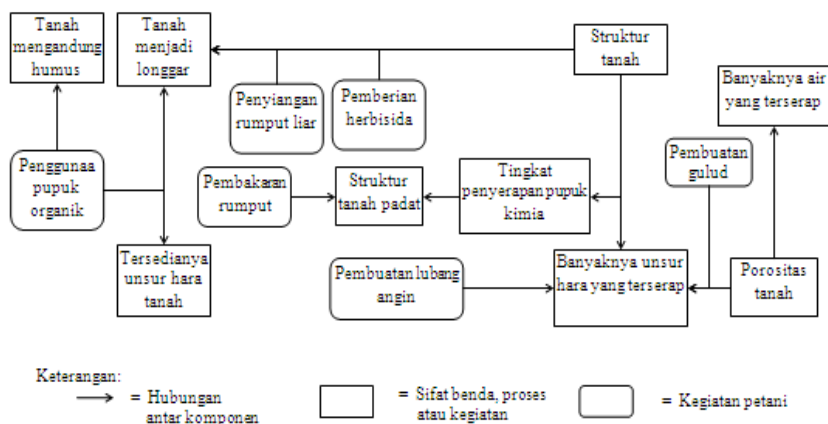 Tanah
mengandung
humus
Tanah
menjadi
longgar
Struktur
tanah
Banyaknya air
yang terserap
Penyiangan
rumput liar
Pemberian
herbisida
Pembuatan
gulud
Penggunaa
pupuk
organik
Pembakaran
rumput
Struktur
tanah padat
Tingkat
penyerapan pupuk
kimia
Tersedianya
unsur hara
tanah
Pembuatan lubang
angin
Banyaknya unsur
hara yang terserap
Porositas
tanah
Keterangan:
= Hubungan
antar komponen
= Sifat benda, proses
atau kegiatan
= Kegiatan petani